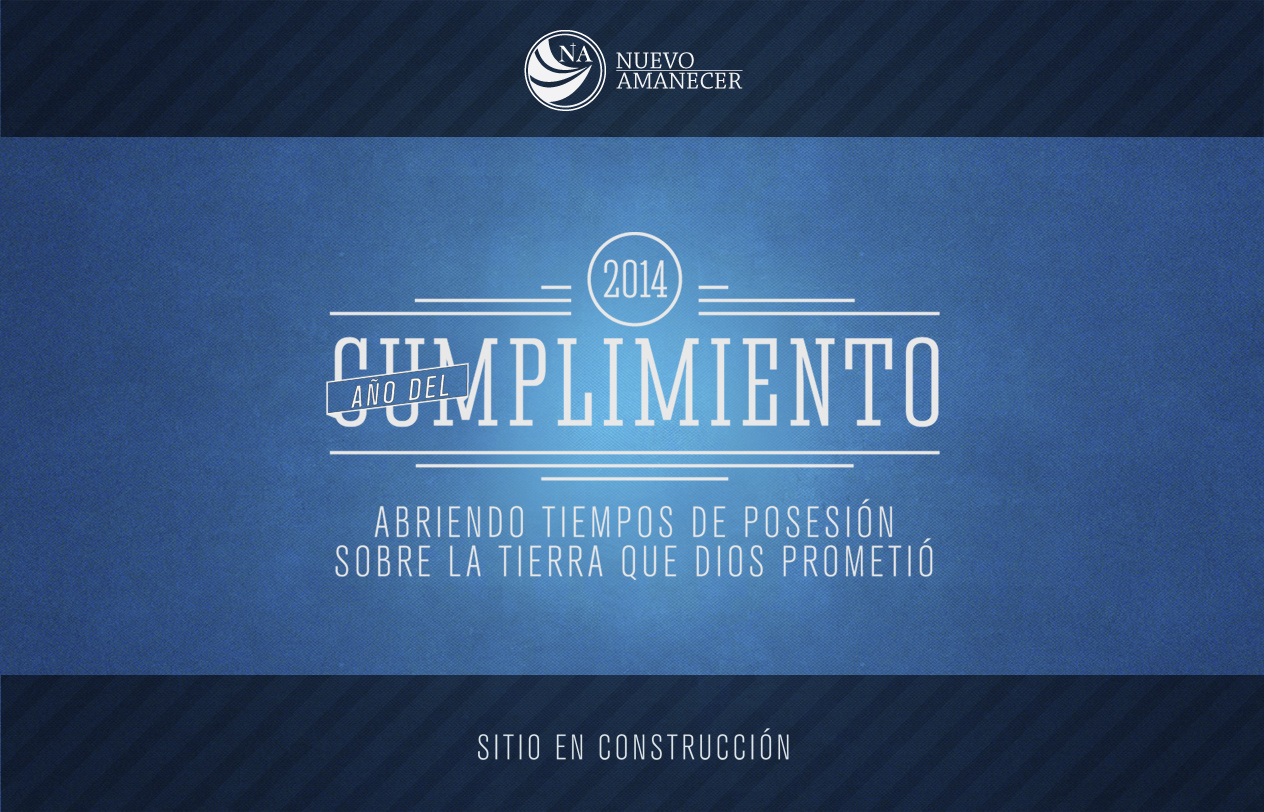 NA
NUEVO
AMANECER
2014
AÑO DEL
CUMPLIMIENTO
ABRIENDO TIEMPOS DE POSESIÓN
SOBRE LA TIERRA QUE DIOS PROMETIÓ
SITIO EN CONSTRUCCIÓN